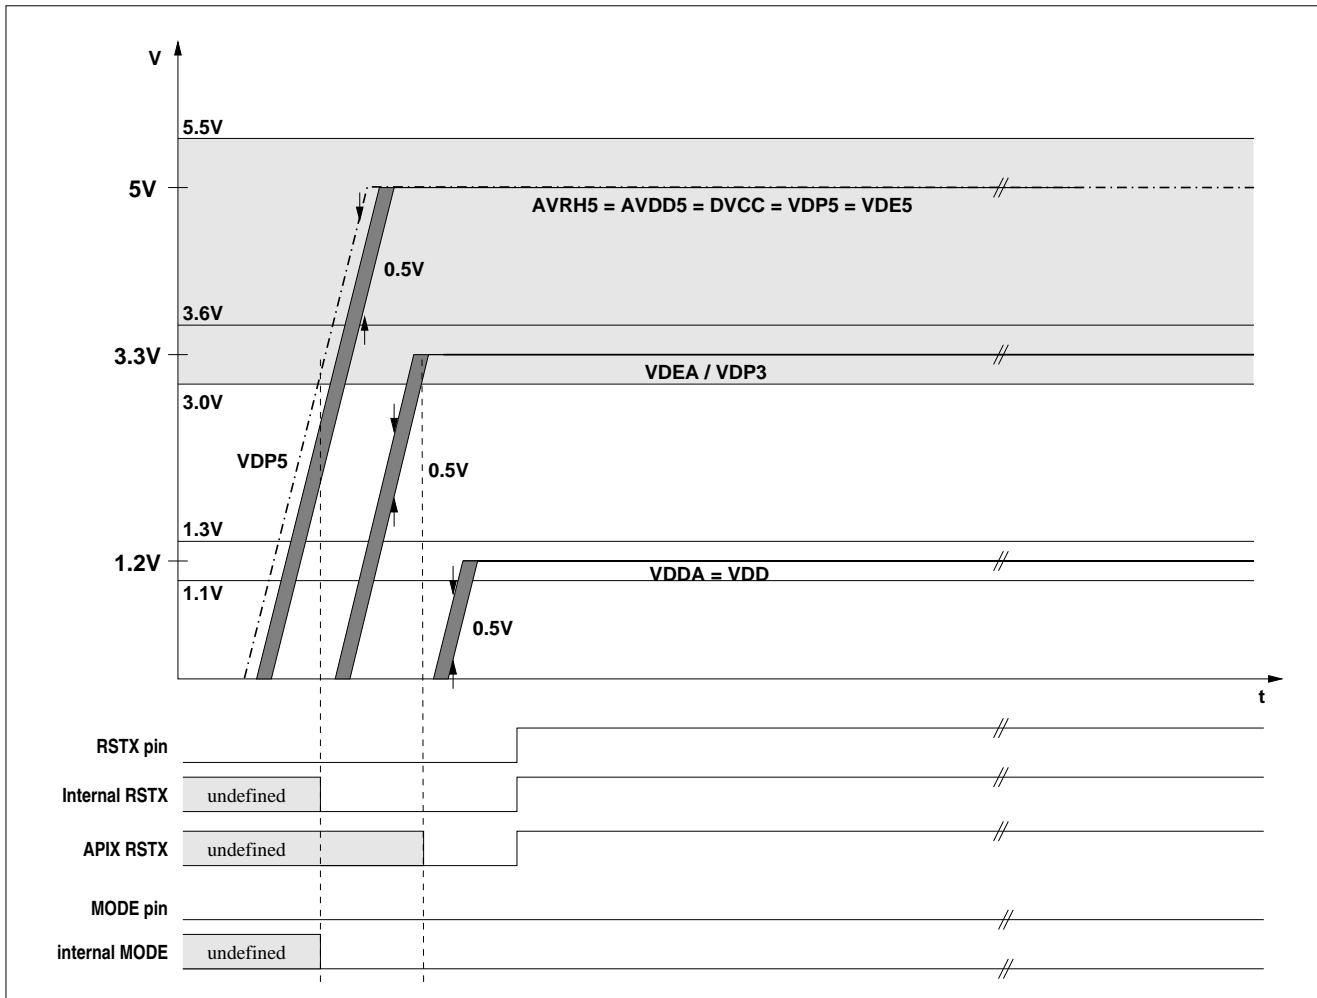 V
5.5V
5V
AVRH5 = AVDD5 = DVCC = VDP5 = VDE5
0.5V
3.6V
3.3V
VDEA / VDP3
3.0V
VDP5
0.5V
1.3V
1.2V
VDDA = VDD
1.1V
0.5V
t
RSTX pin
Internal RSTX
undefined
APIX RSTX
undefined
MODE pin
internal MODE
undefined